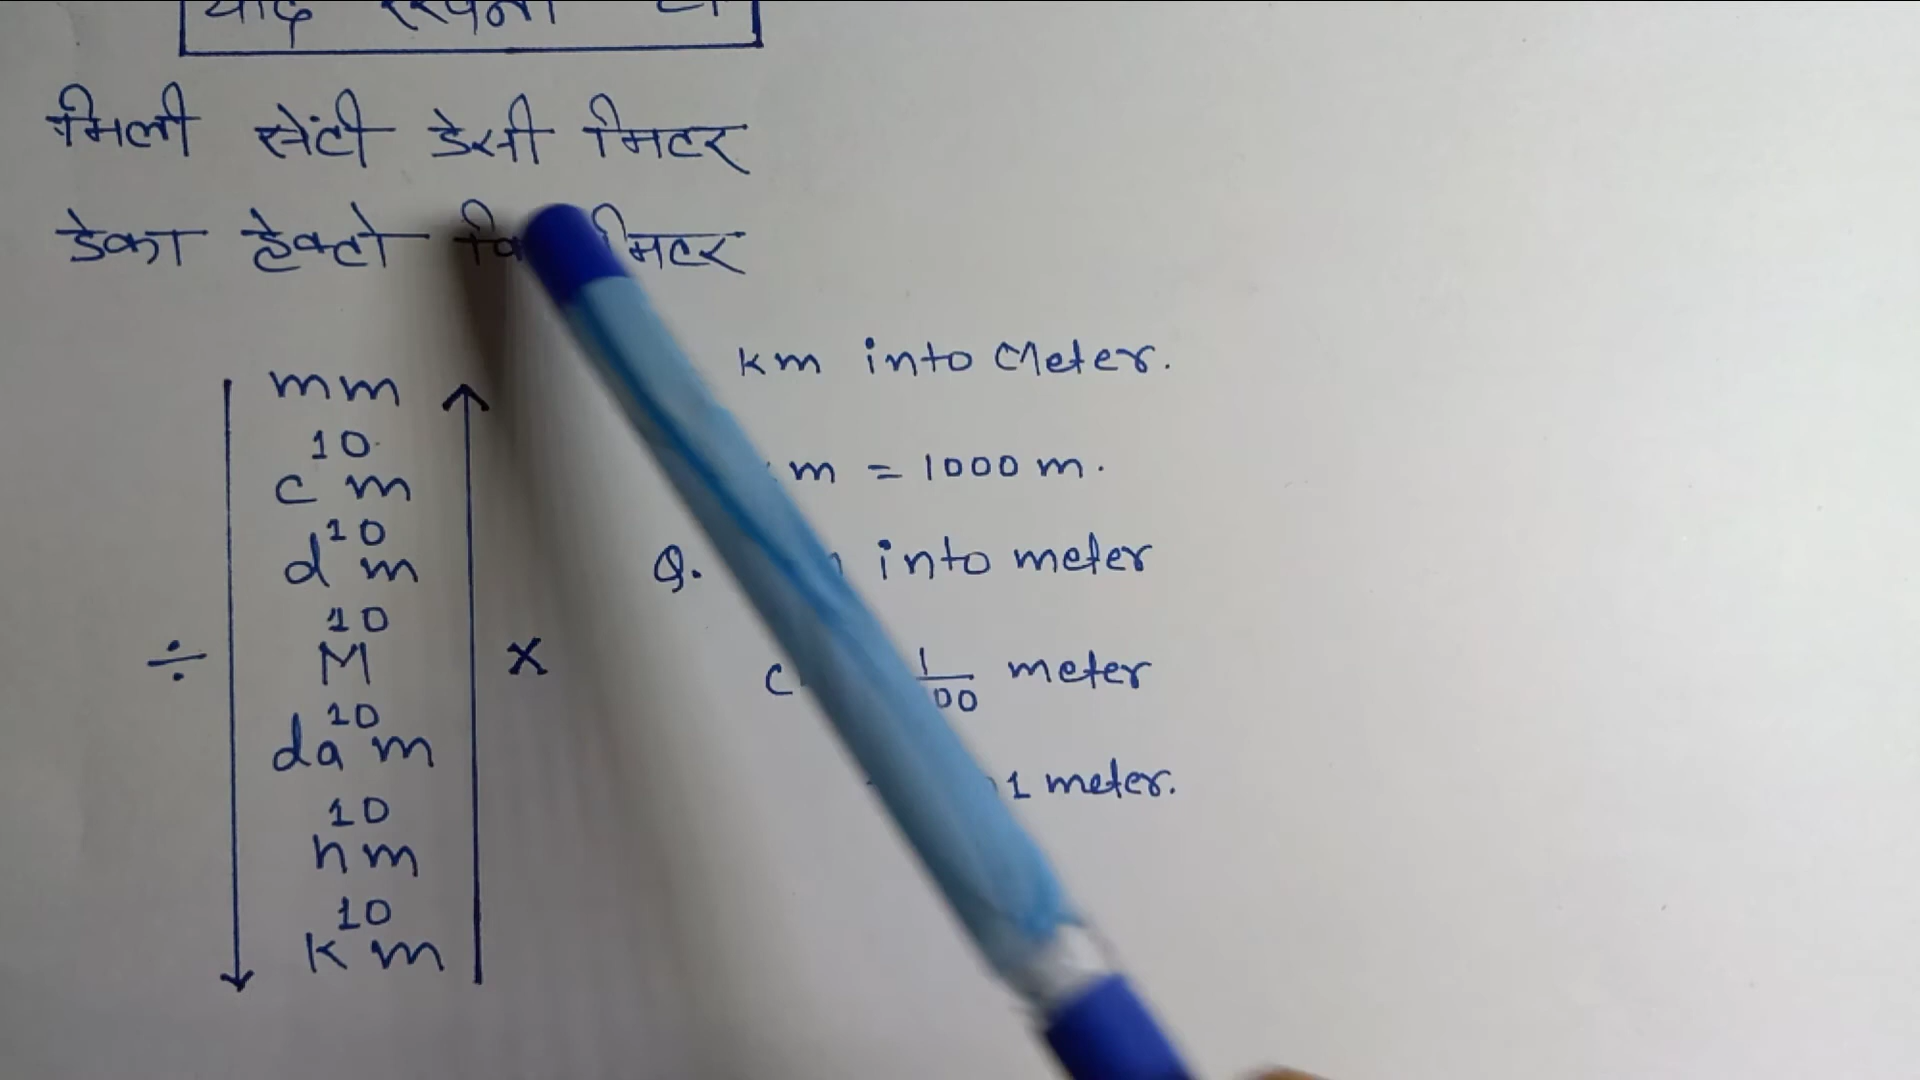 मिली सेंटी डेसी मिटर
डेका हेक्टो मिटर
mm
10
cm
10
dm
10
M
10
dam
10
hm
10
km
÷
x
km into Meter.
m = 1000 m.
Q. into meter
meter
1 meter.